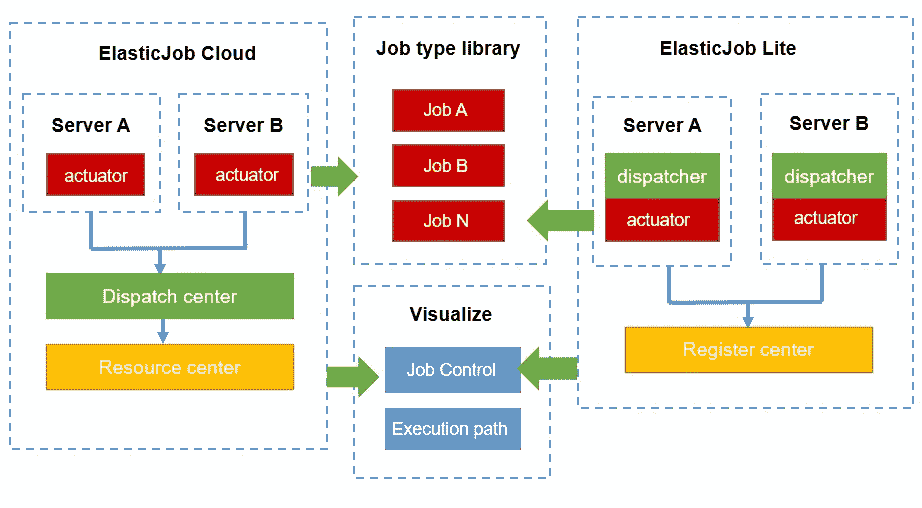 ElasticJob Cloud
Server A
actuator
Server B
actuator
Dispatch center
Resource center
Job type library
Job A
Job B
Job N
Visualize
Job Control
Execution path
ElasticJob Lite
Server A
dispatcher
actuator
Server B
dispatcher
actuator
Register center